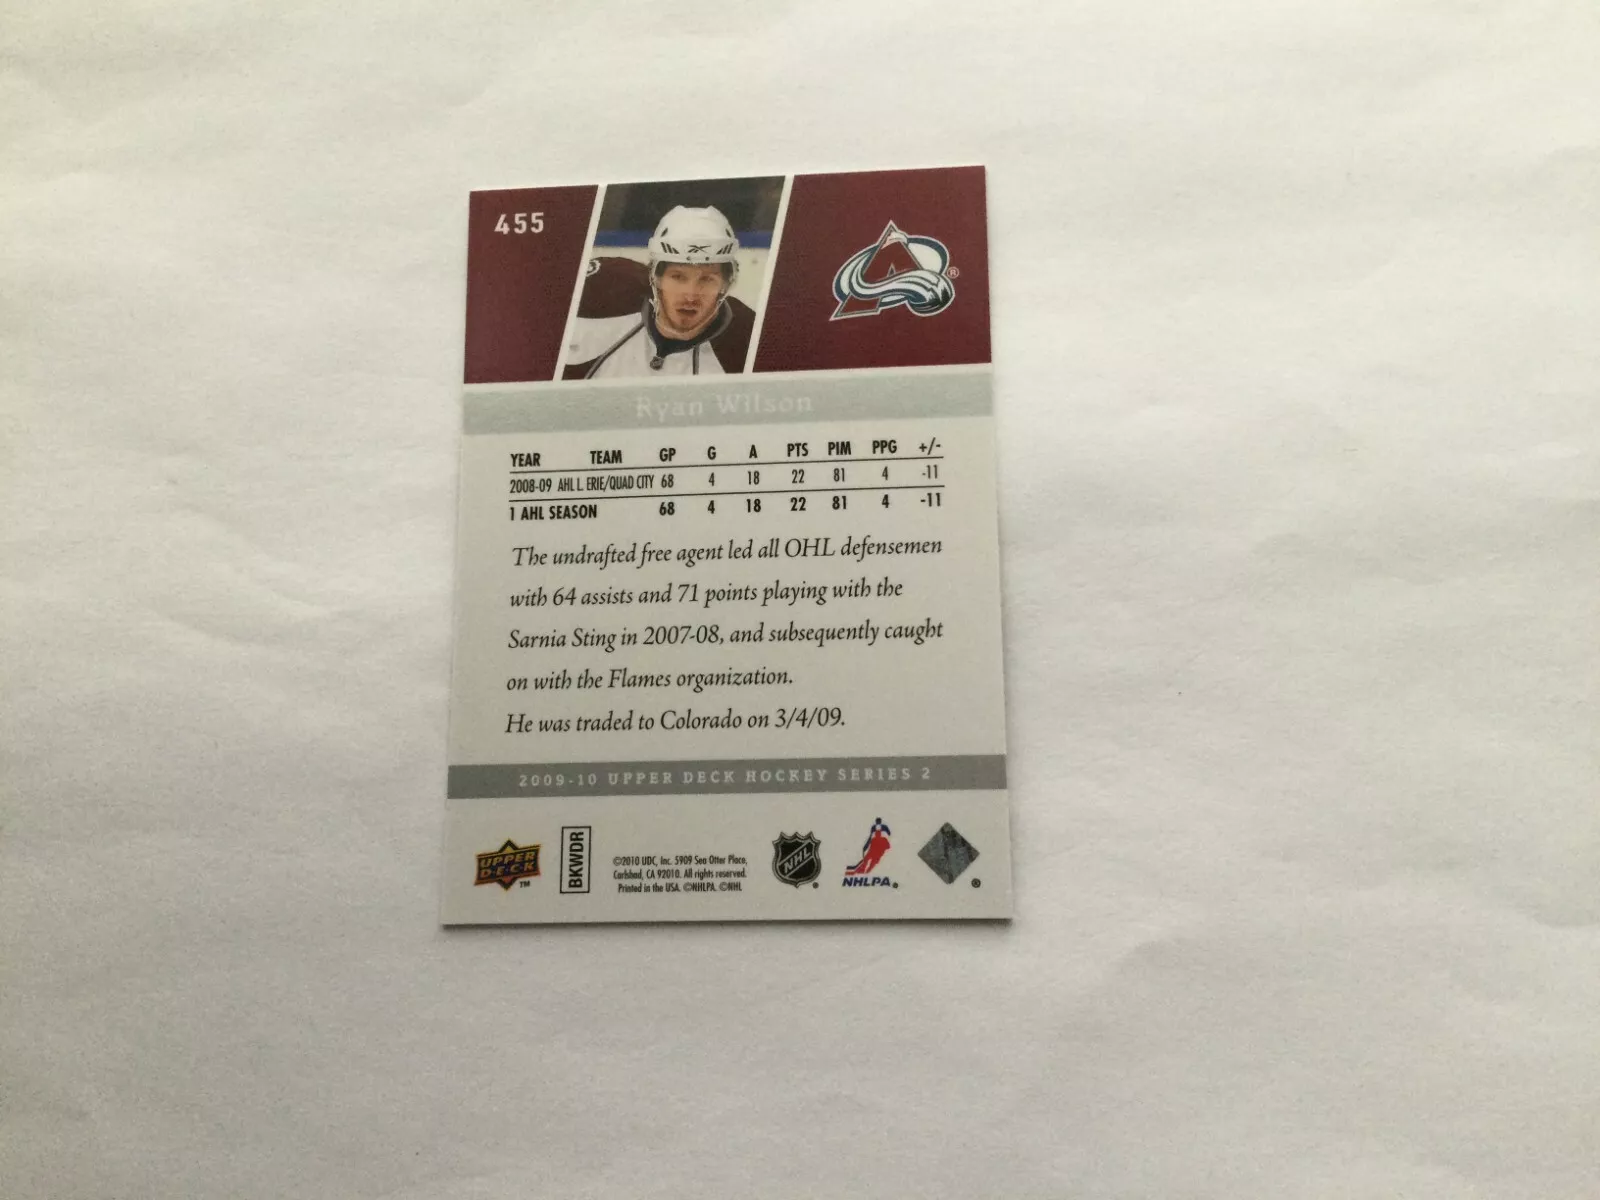 455
®
Ryan Wilson
YEAR TEAM GP G A PTS PIM PPG +/-
2008-09 AHL L. ERIE/QUAD CITY 68 4 18 22 81 4 -11
1 AHL SEASON 68 4 18 22 81 4 -11
The undrafted free agent led all OHL defensemen
with 64 assists and 71 points playing with the
Sarnia Sting in 2007-08, and subsequently caught
on with the Flames organization.
He was traded to Colorado on 3/4/09.
2009-10 UPPER DECK HOCKEY SERIES 2
UPPER
DECK
TM
BKWDR
©2010 UDC, Inc. 5909 Sea Otter Place,
Carlsbad, CA 92010. All rights reserved.
Printed in the USA. ©NHLPA. ©NHL
NHL
®
NHLPA®
®